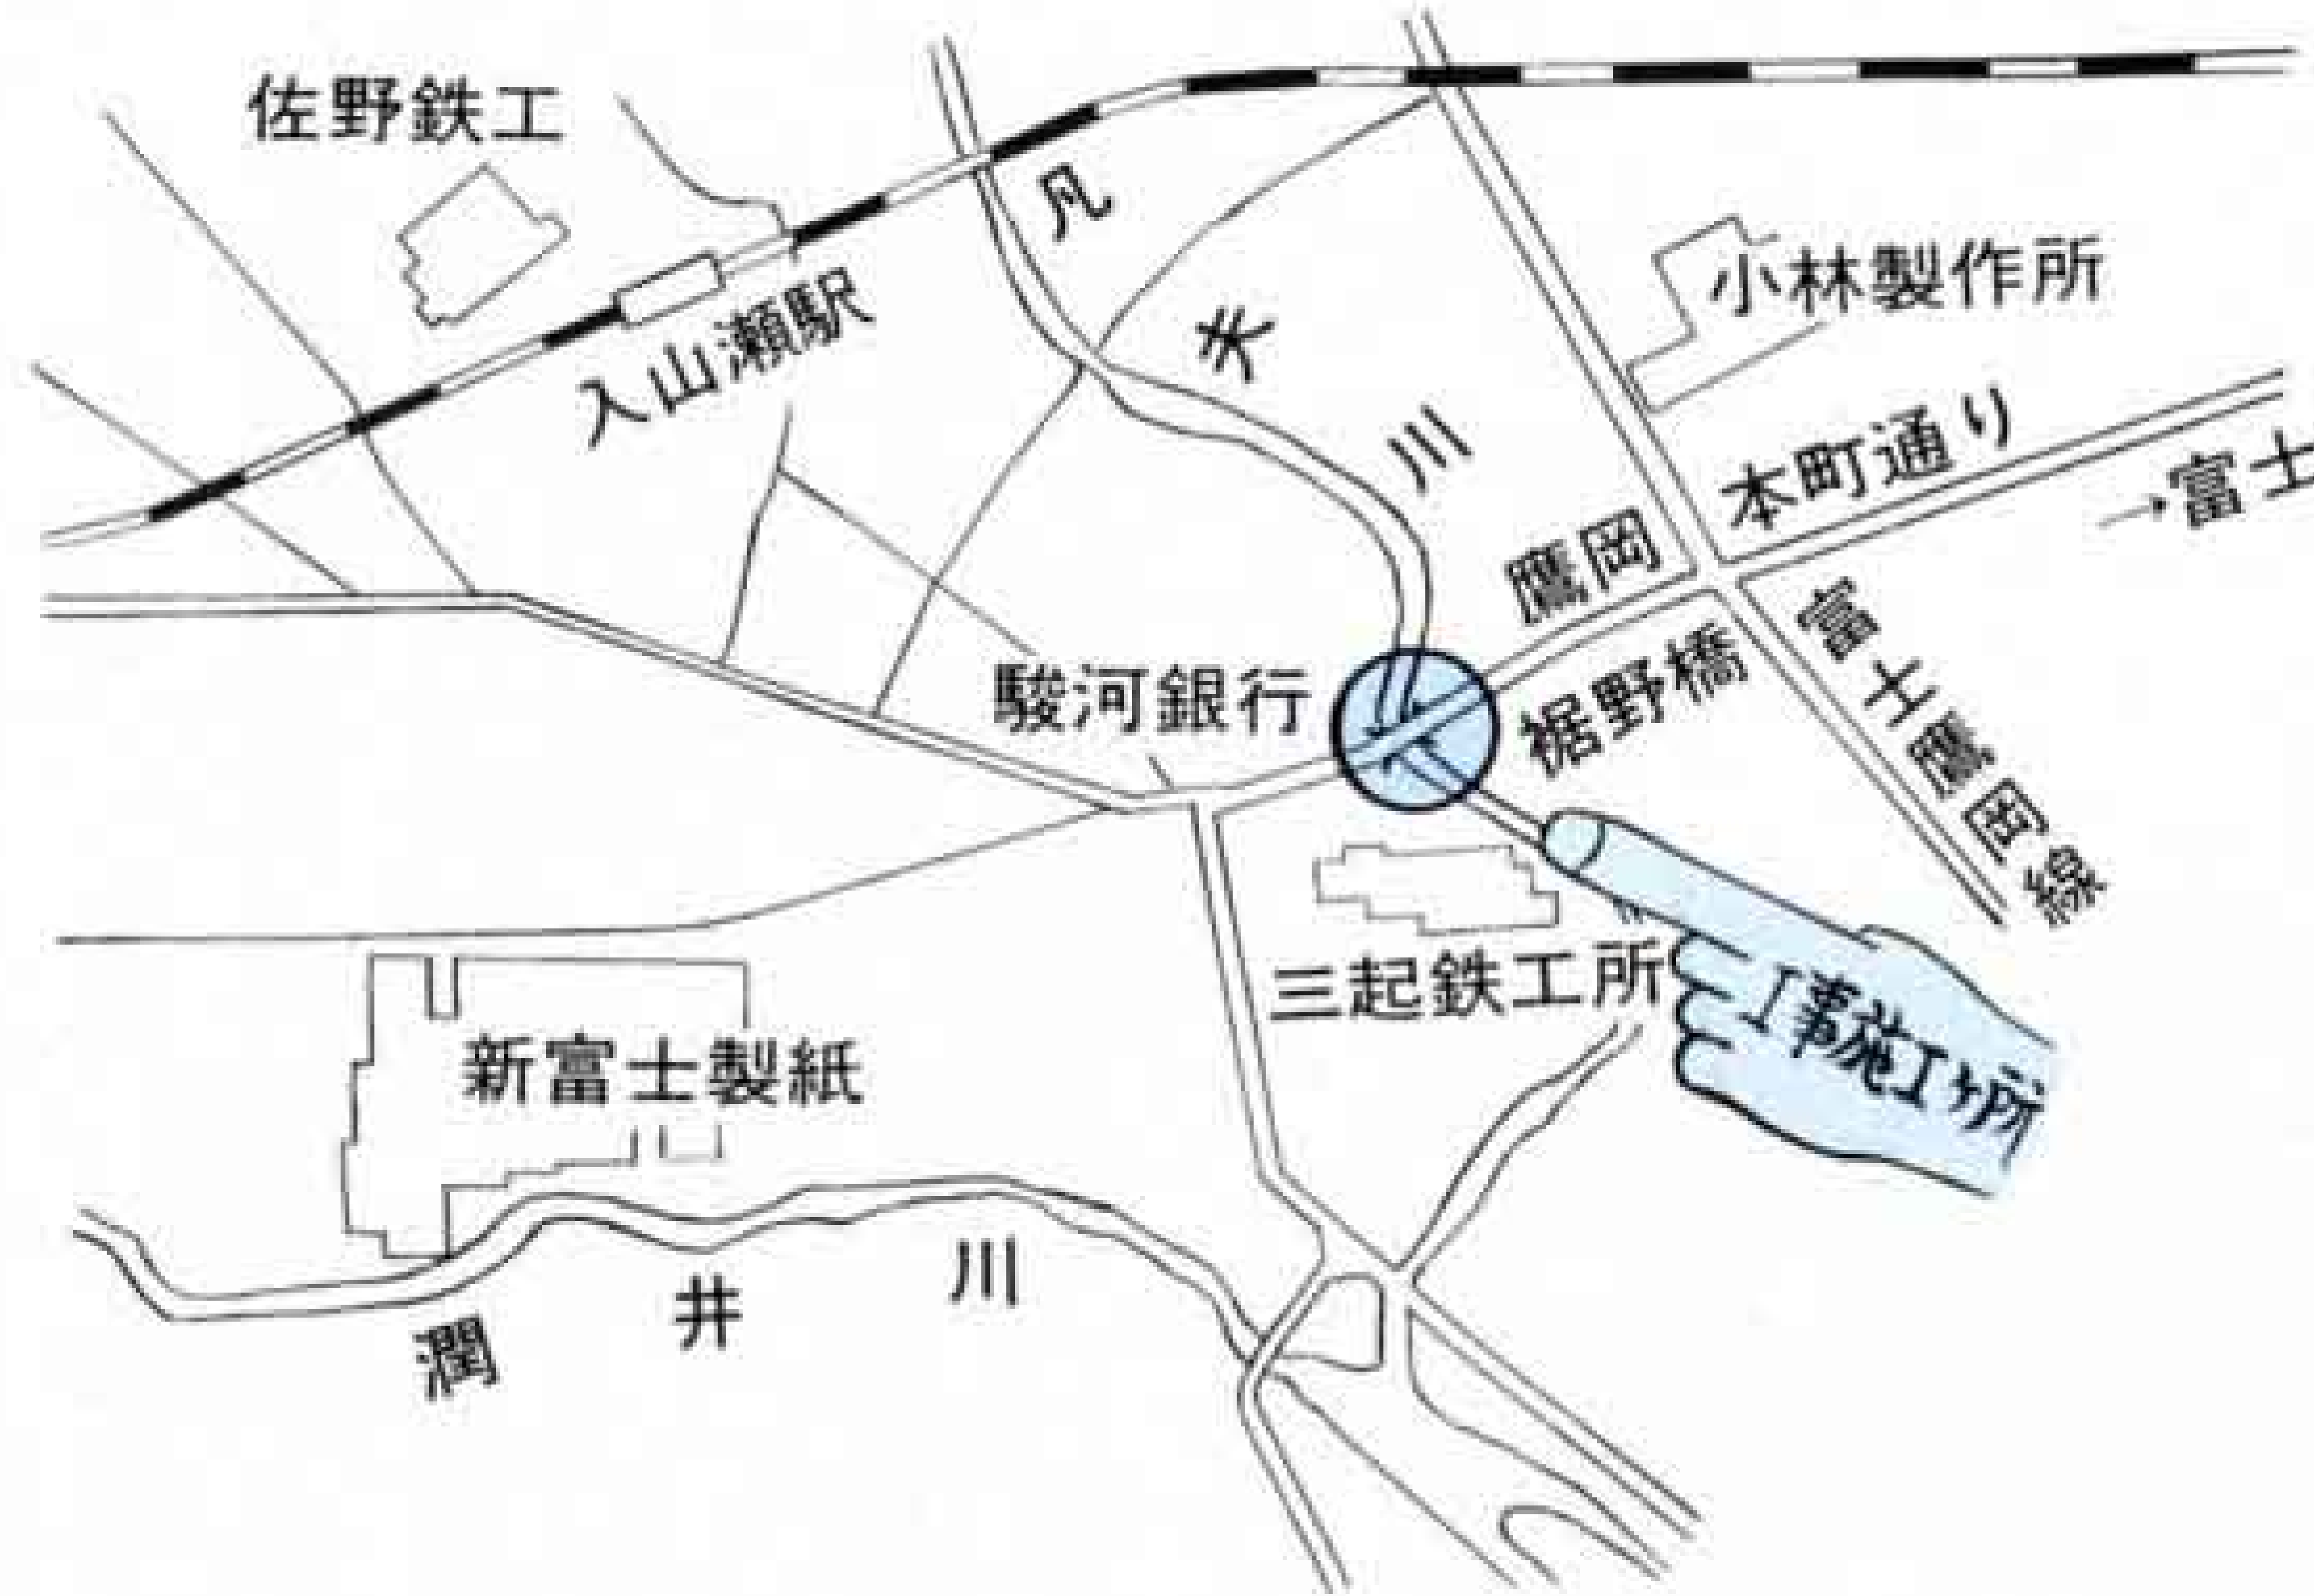 佐野鉄工
凡夫川
入山瀬駅
小林製作所
本町通り
→富士
鷹岡
富士鷹岡線
駿河銀行
裾野橋
三起鉄工所
工事施工ヶ所
新富士製紙
潤井川